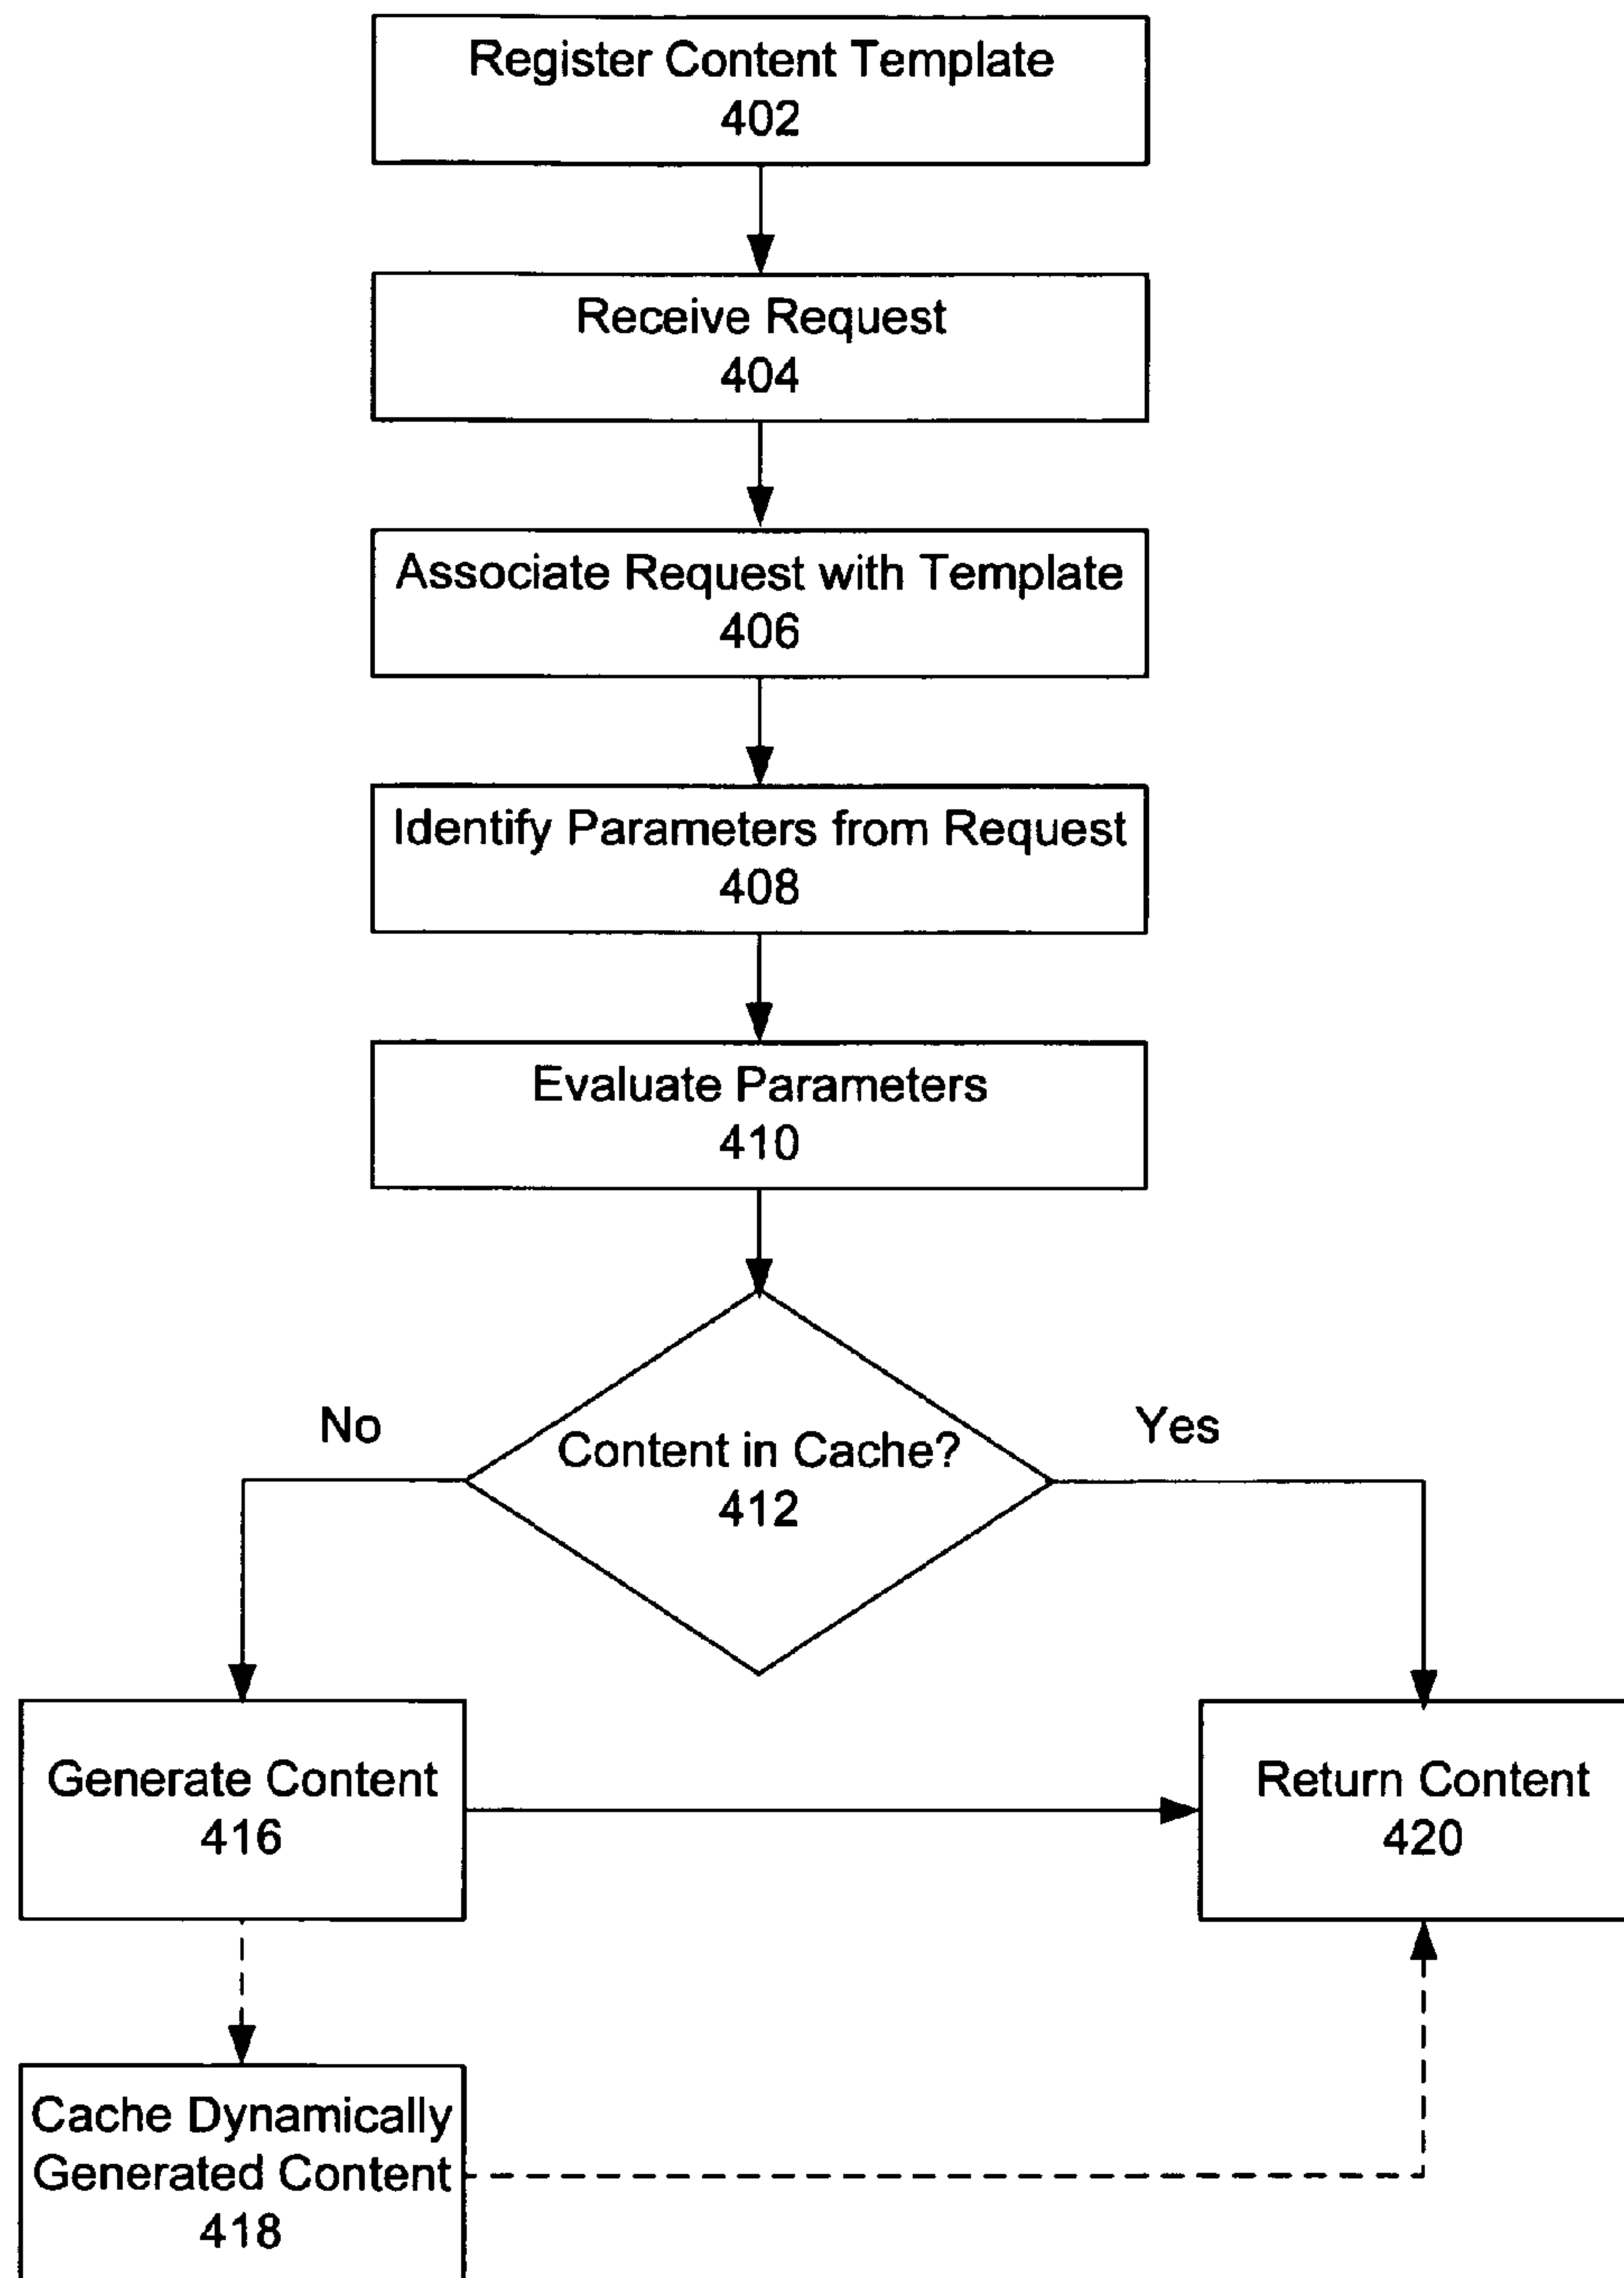 Register Content Template
402
Receive Request
404
Associate Request with Template
406
Identify Parameters from Request
408
Evaluate Parameters
410
No
Yes
Content in Cache?
412
Generate Content
416
Return Content
420
Cache Dynamically
Generated Content
418